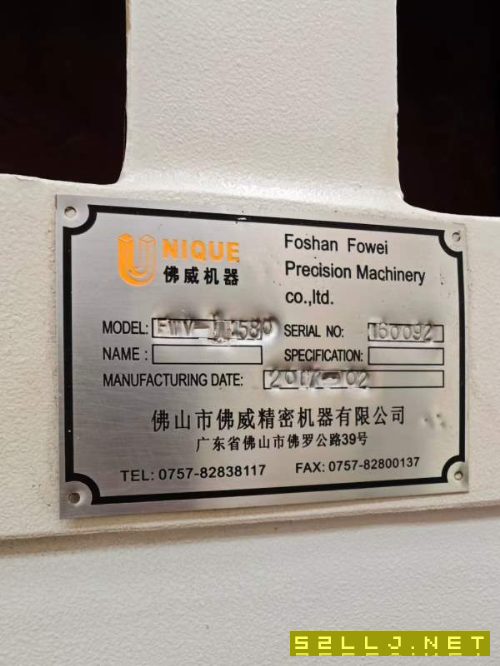 UNIQUE
佛威机器
Foshan Fowei
Precision Machinery
co.,ltd.
MODEL:
SERIAL NO: 160092
NAME :
SPECIFICATION:
MANUFACTURING DATE:
佛山市佛威精密机器有限公司
广东省佛山市佛罗公路39号
TEL: 0757-82838117 FAX: 0757-82800137
52LLJ.NET